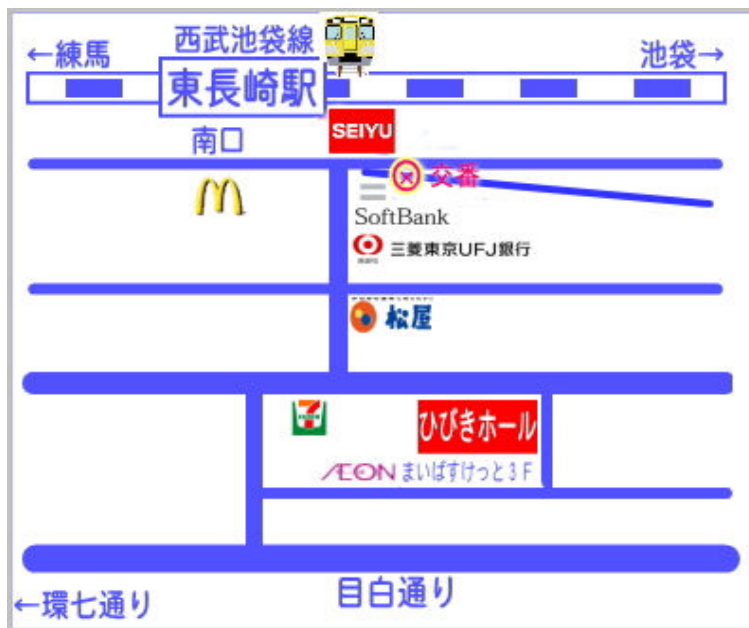 西武池袋線
←練馬
池袋→
東長崎駅
SEIYU
南口
交番
SoftBank
三菱東京UFJ銀行
松屋
ひびきホール
ÆON まいばすけっと3F
目白通り
←環七通り